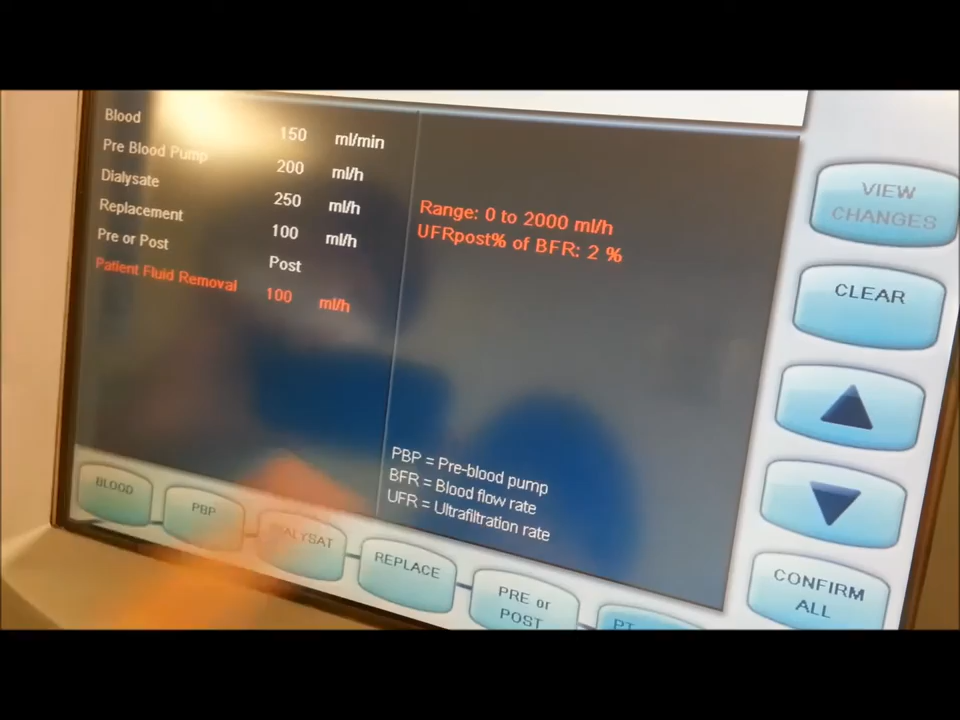 Blood 150 ml/min
Pre Blood Pump 200 ml/h
Dialysate 250 ml/h
Replacement 100 ml/h
Pre or Post Post
Patient Fluid Removal 100 ml/h
Range: 0 to 2000 ml/h
UFRpost% of BFR: 2 %
PBP = Pre-blood pump
BFR = Blood flow rate
UFR = Ultrafiltration rate
VIEW
CHANGES
CLEAR
CONFIRM
ALL
BLOOD
PBP
REPLACE
PRE or
POST